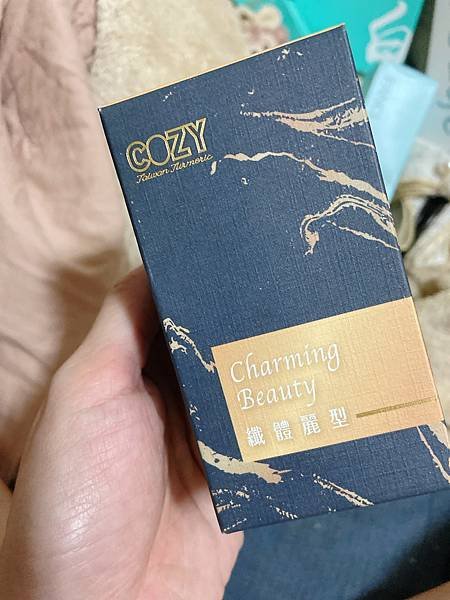 COZY
Taiwan Turmeric
Charming
Beauty
纖體麗型